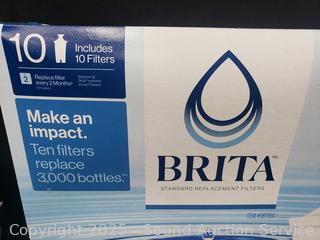 10 Includes
10 Filters
2 Replace filter
every 2 Months
Make an
impact.
Ten filters
replace
3,000 bottles.
BRITA
STANDARD REPLACEMENT FILTERS
Copyright 2025 - Sound Auction Service